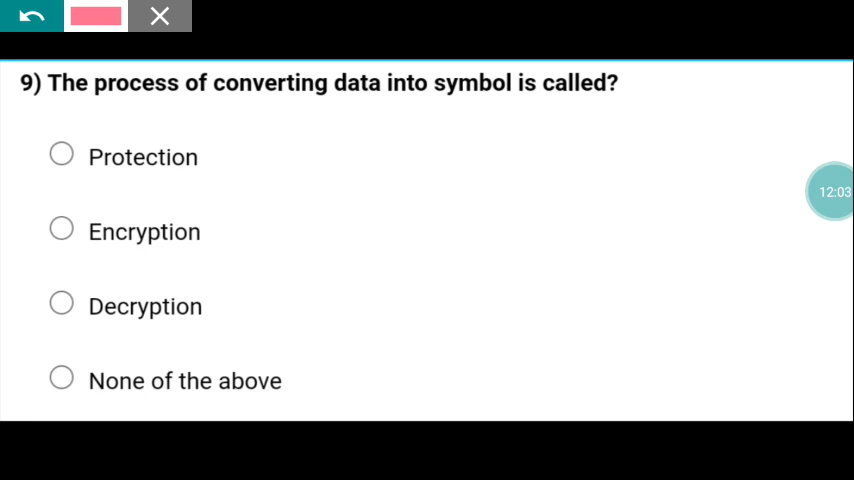 9) The process of converting data into symbol is called?
Protection
12:03
Encryption
Decryption
None of the above